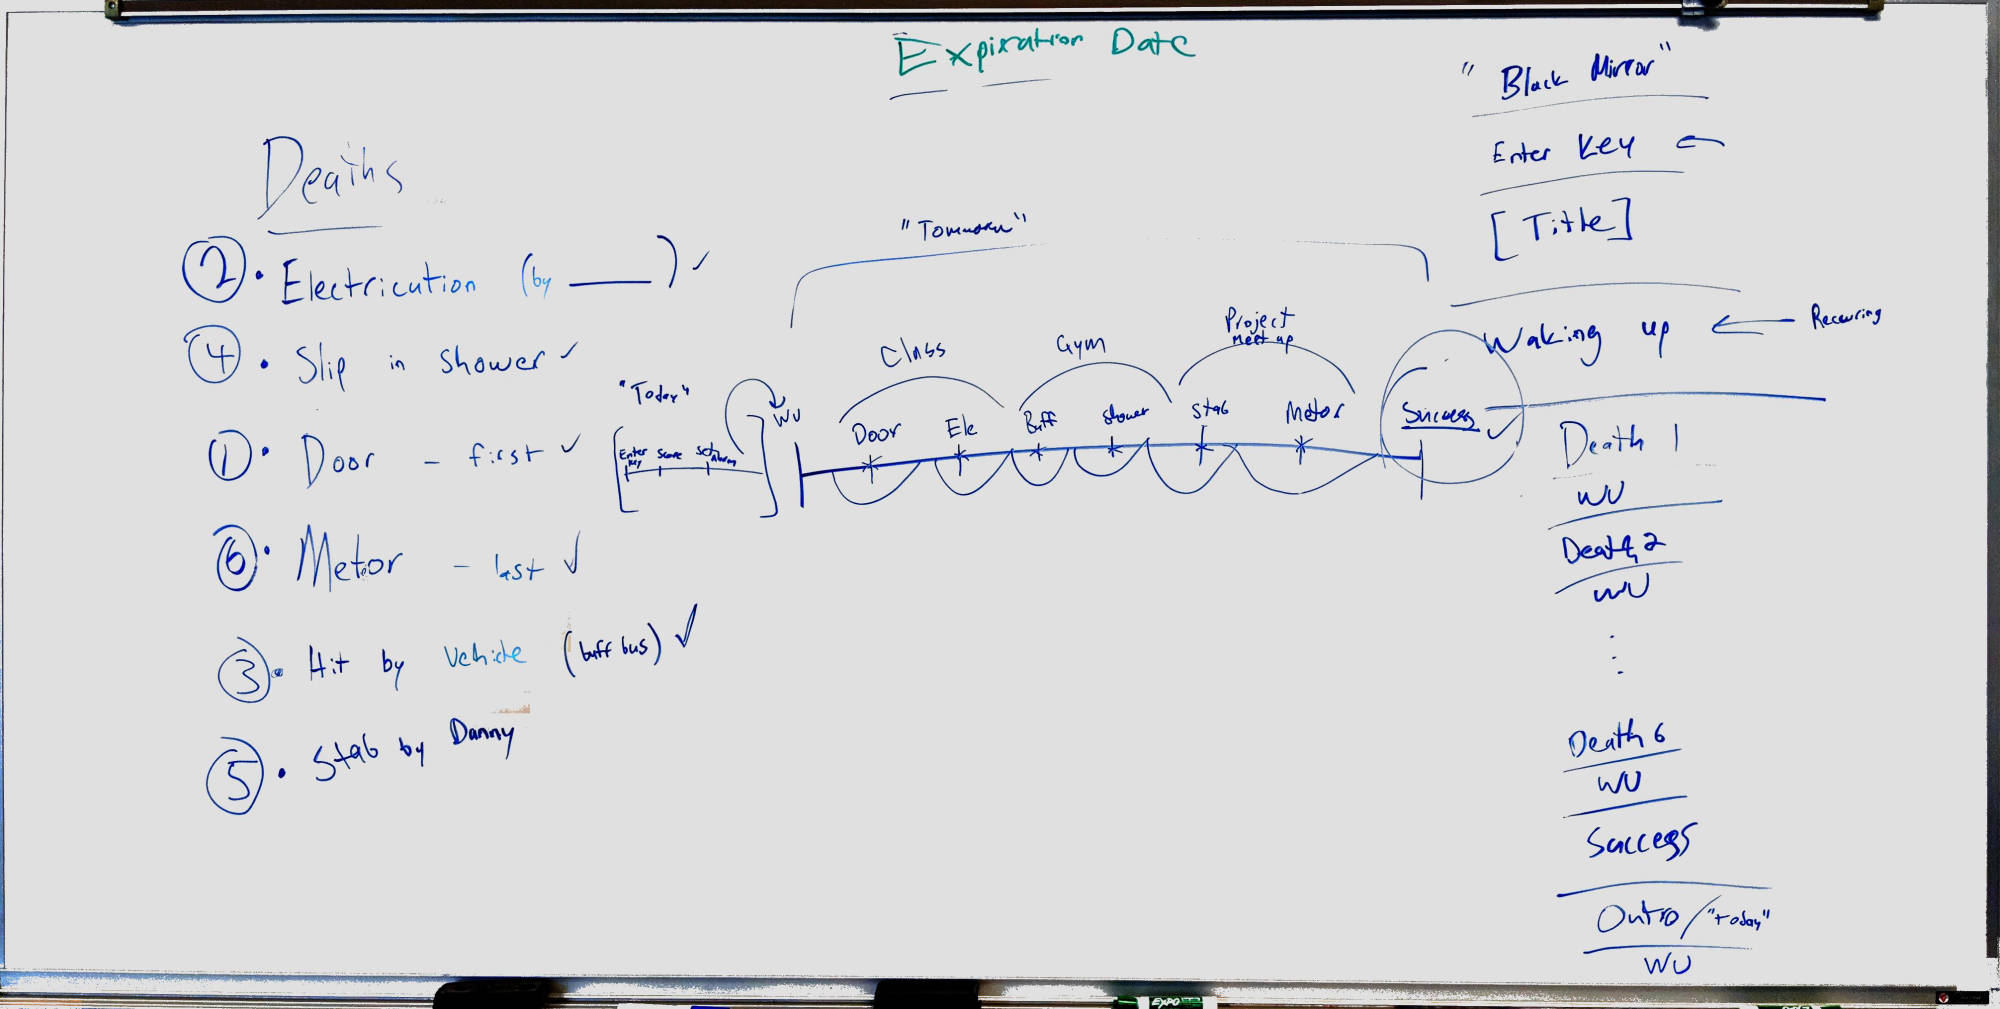 Expiration Date
Deaths
② • Electricution (by ____) ✓
④ • Slip in shower ✓
① • Door - first ✓
⑥ • Metor - last ✓
③ • Hit by Vehicle (buff bus) ✓
⑤ • Stab by Danny
"Today"
Enter Key
Set Alarm
WU
"Tomorrow"
Class
Gym
Project
Meet up
Door
Ele
Buff
Shower
Stab
Metor
Success ✓
"Black Mirror"
Enter Key ←
[Title]
Waking up ← Recurring
Death 1
WU
Death 2
WU
⋮
Death 6
WU
Success
Outro/"today"
WU
EXPO